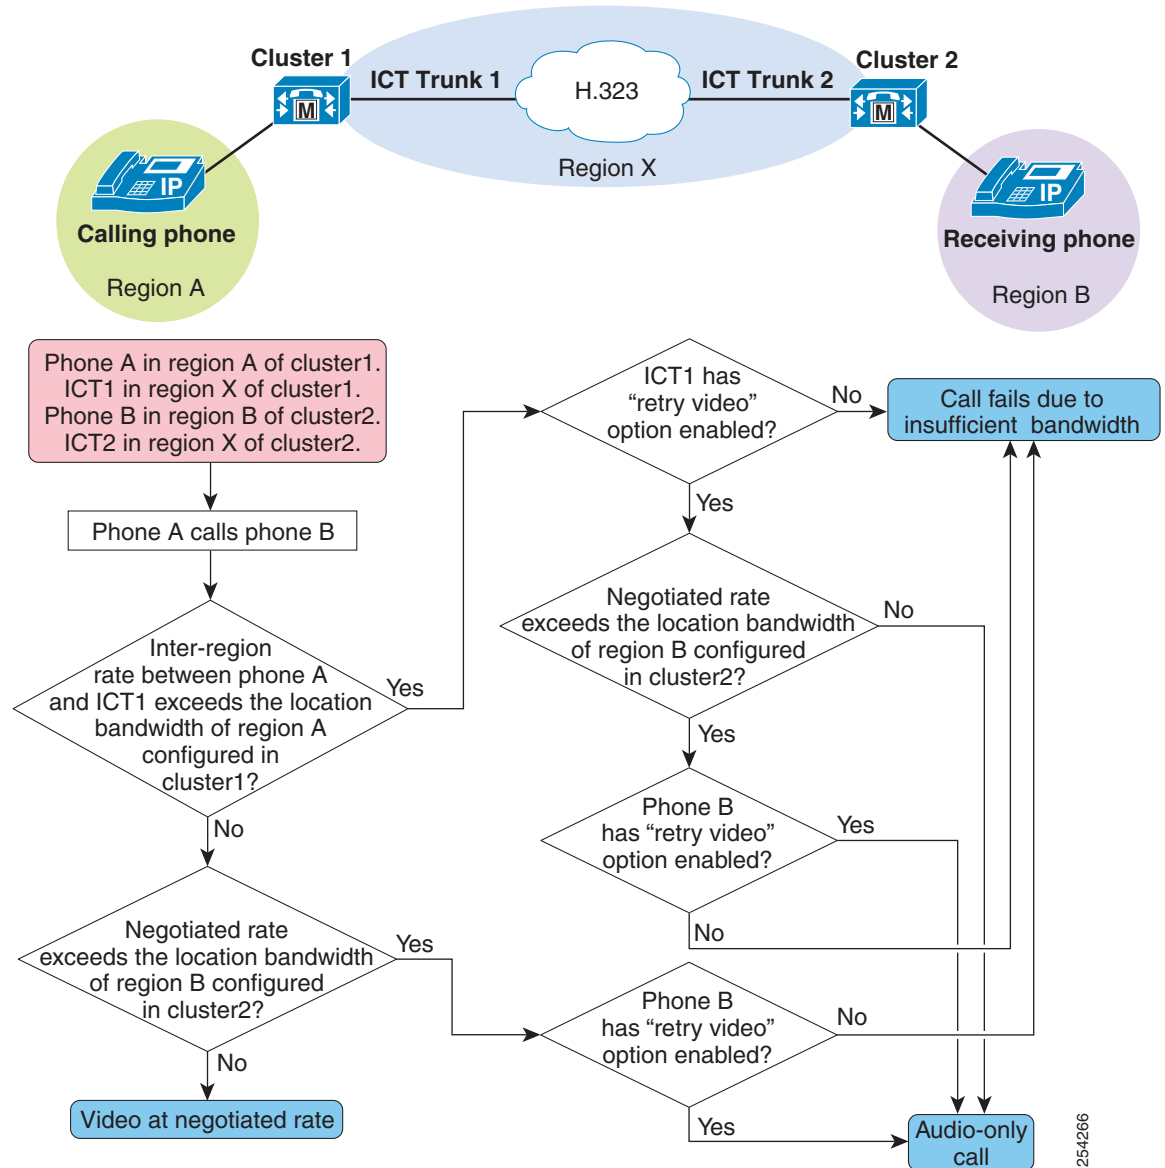 Cluster 1
Cluster 2
ICT Trunk 1
H.323
ICT Trunk 2
M
M
Region X
IP
IP
Calling phone
Receiving phone
Region A
Region B
Phone A in region A of cluster1.
ICT1 in region X of cluster1.
Phone B in region B of cluster2.
ICT2 in region X of cluster2.
Phone A calls phone B
Inter-region
rate between phone A
and ICT1 exceeds the location
bandwidth of region A
configured in
cluster1?
Yes
No
Negotiated rate
exceeds the location bandwidth
of region B configured
in cluster2?
Yes
No
Video at negotiated rate
ICT1 has
“retry video”
option enabled?
No
Call fails due to
insufficient bandwidth
Yes
Negotiated rate
exceeds the location bandwidth
of region B configured
in cluster2?
No
Yes
Phone B
has “retry video”
option enabled?
Yes
No
Phone B
has “retry video”
option enabled?
No
Yes
Audio-only
call
254266